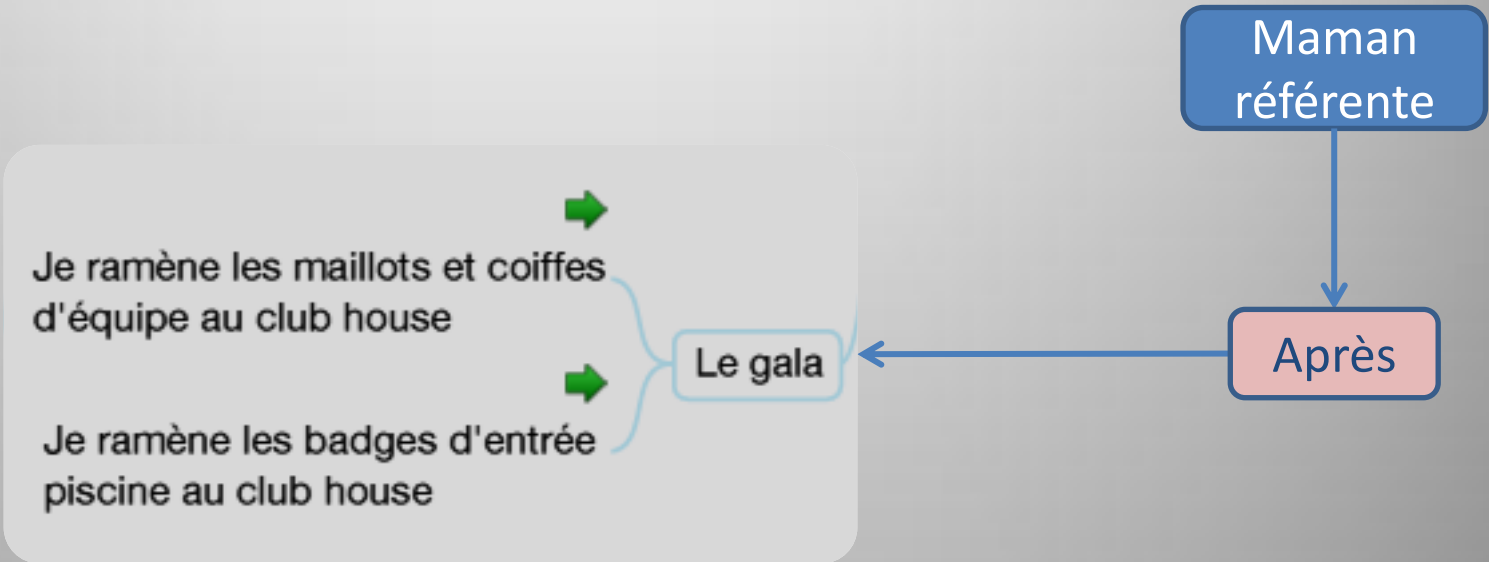 Maman
référente
Je ramène les maillots et coiffes
d'équipe au club house
Le gala
Après
Je ramène les badges d'entrée
piscine au club house